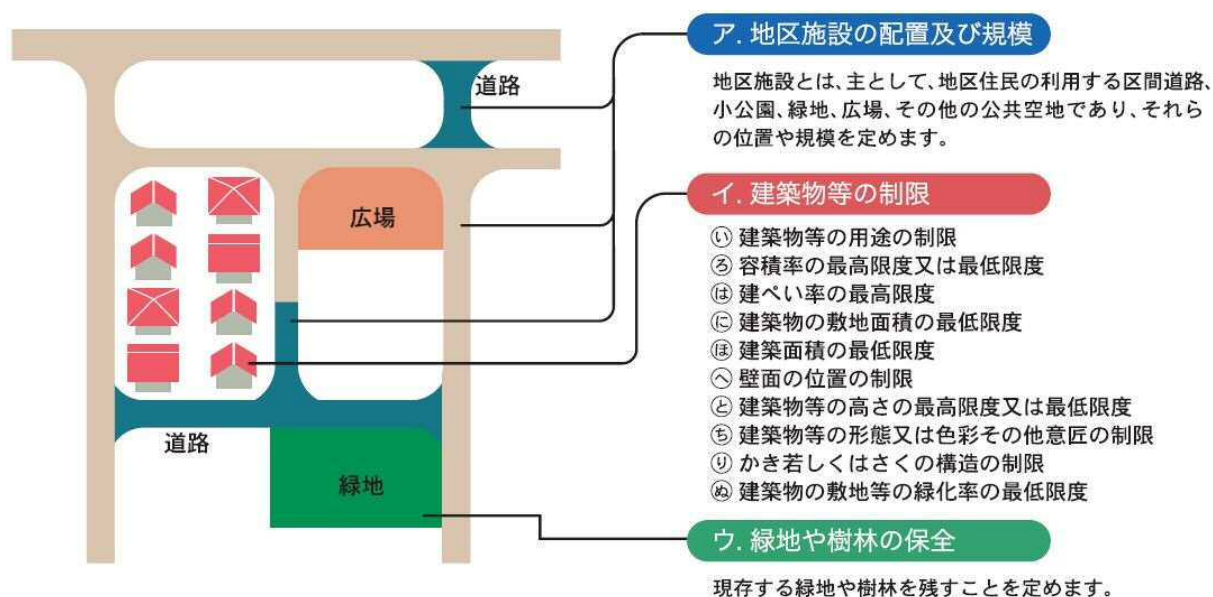 道路
広場
道路
緑地
ア. 地区施設の配置及び規模
地区施設とは、主として、地区住民の利用する区間道路、
小公園、緑地、広場、その他の公共空地であり、それら
の位置や規模を定めます。
イ. 建築物等の制限
㋑ 建築物等の用途の制限
ろ 容積率の最高限度又は最低限度
は 建ぺい率の最高限度
に 建築物の敷地面積の最低限度
ほ 建築面積の最低限度
へ 壁面の位置の制限
と 建築物等の高さの最高限度又は最低限度
ち 建築物等の形態又は色彩その他意匠の制限
り かき若しくはさくの構造の制限
ぬ 建築物の敷地等の緑化率の最低限度
ウ. 緑地や樹林の保全
現存する緑地や樹林を残すことを定めます。